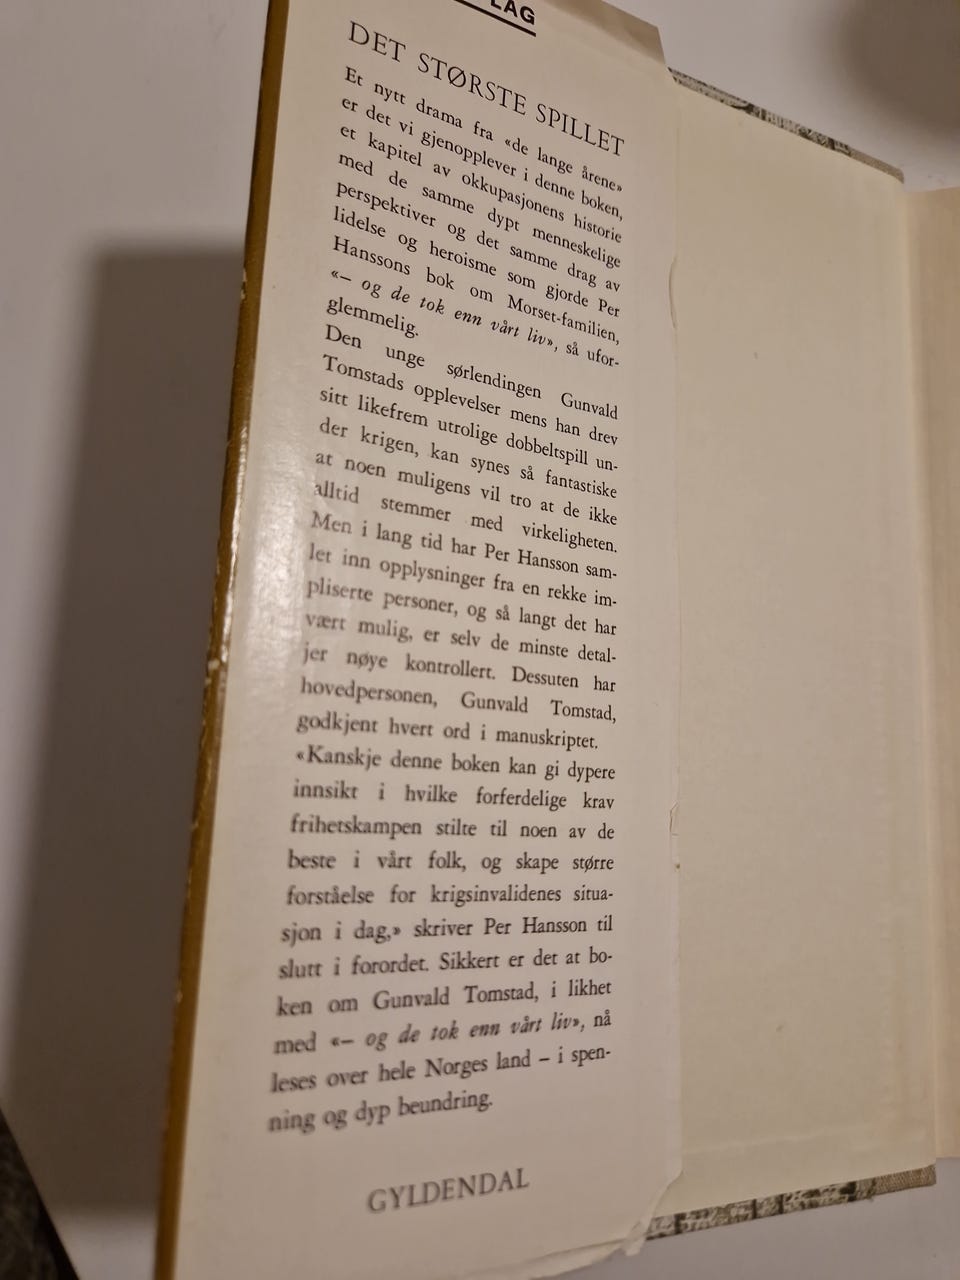 LAG
DET STØRSTE SPILLET
Et nytt drama fra «de lange årene»
er det vi gjenopplever i denne boken,
et kapitel av okkupasjonens historie
med de samme dypt menneskelige
perspektiver og det samme drag av
lidelse og heroisme som gjorde Per
Hanssons bok om Morset-familien,
«– og de tok enn vårt liv», så ufor-
glemmelig.
Den unge sørlendingen Gunvald
Tomstads opplevelser mens han drev
sitt likefrem utrolige dobbeltspill un-
der krigen, kan synes så fantastiske
at noen muligens vil tro at de ikke
alltid stemmer med virkeligheten.
Men i lang tid har Per Hansson sam-
let inn opplysninger fra en rekke im-
pliserte personer, og så langt det har
vært mulig, er selv de minste detal-
jer nøye kontrollert. Dessuten har
hovedpersonen, Gunvald Tomstad,
godkjent hvert ord i manuskriptet.
«Kanskje denne boken kan gi dypere
innsikt i hvilke forferdelige krav
frihetskampen stilte til noen av de
beste i vårt folk, og skape større
forståelse for krigsinvalidenes situa-
sjon i dag,» skriver Per Hansson til
slutt i forordet. Sikkert er det at bo-
ken om Gunvald Tomstad, i likhet
med «– og de tok enn vårt liv», nå
leses over hele Norges land – i spen-
ning og dyp beundring.
GYLDENDAL